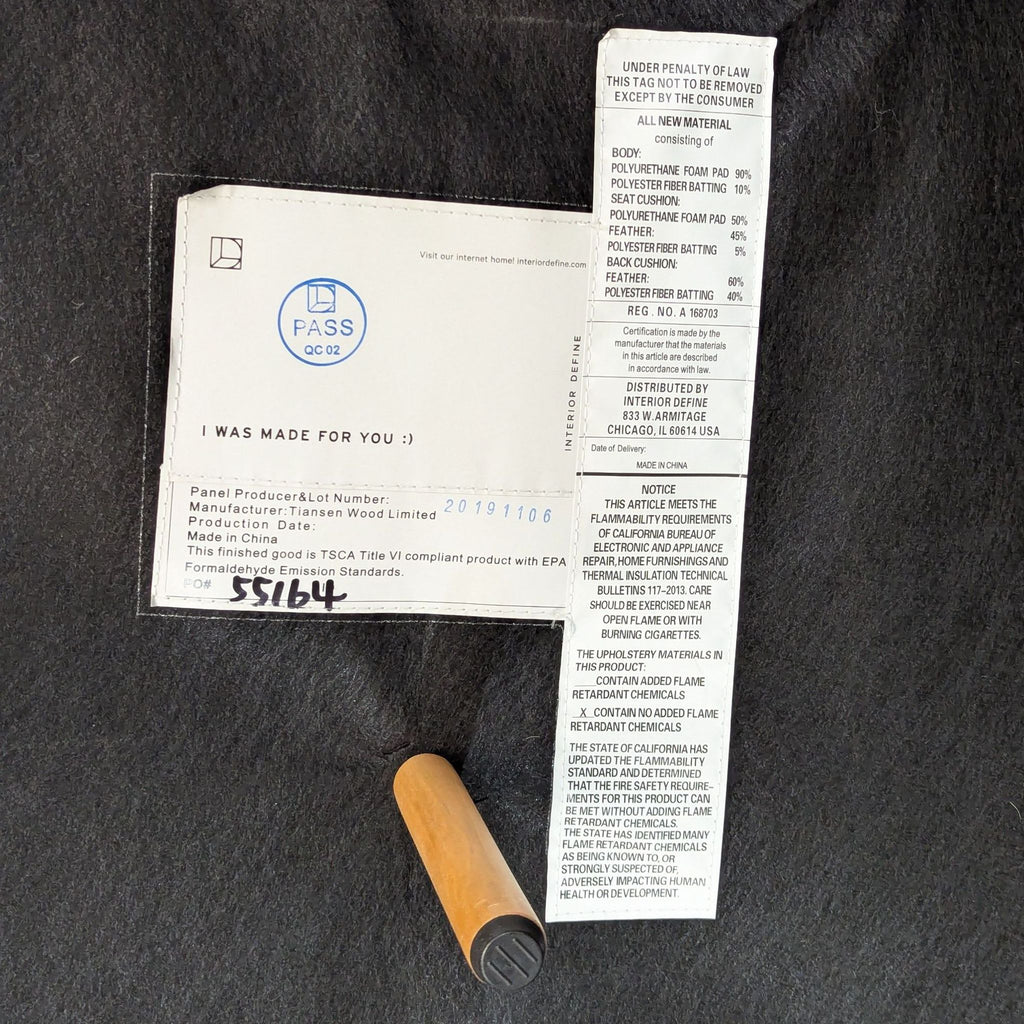 Visit our internet home! interiordefine.com
PASS
QC 02
INTERIOR DEFINE
I WAS MADE FOR YOU :)
Panel Producer&Lot Number:
Manufacturer:Tiansen Wood Limited
20191106
Production Date:
Made in China
This finished good is TSCA Title VI compliant product with EPA
Formaldehyde Emission Standards.
PO# 55164
UNDER PENALTY OF LAW
THIS TAG NOT TO BE REMOVED
EXCEPT BY THE CONSUMER
ALL NEW MATERIAL
consisting of
BODY:
POLYURETHANE FOAM PAD 90%
POLYESTER FIBER BATTING 10%
SEAT CUSHION:
POLYURETHANE FOAM PAD 50%
FEATHER: 45%
POLYESTER FIBER BATTING 5%
BACK CUSHION:
FEATHER: 60%
POLYESTER FIBER BATTING 40%
REG . NO. A 168703
Certification is made by the
manufacturer that the materials
in this article are described
in accordance with law.
DISTRIBUTED BY
INTERIOR DEFINE
833 W. ARMITAGE
CHICAGO, IL 60614 USA
Date of Delivery:
MADE IN CHINA
NOTICE
THIS ARTICLE MEETS THE
FLAMMABILITY REQUIREMENTS
OF CALIFORNIA BUREAU OF
ELECTRONIC AND APPLIANCE
REPAIR, HOME FURNISHINGS AND
THERMAL INSULATION TECHNICAL
BULLETINS 117-2013. CARE
SHOULD BE EXERCISED NEAR
OPEN FLAME OR WITH
BURNING CIGARETTES.
THE UPHOLSTERY MATERIALS IN
THIS PRODUCT:
____CONTAIN ADDED FLAME
RETARDANT CHEMICALS
_X_CONTAIN NO ADDED FLAME
RETARDANT CHEMICALS
THE STATE OF CALIFORNIA HAS
UPDATED THE FLAMMABILITY
STANDARD AND DETERMINED
THAT THE FIRE SAFETY REQUIRE-
MENTS FOR THIS PRODUCT CAN
BE MET WITHOUT ADDING FLAME
RETARDANT CHEMICALS.
THE STATE HAS IDENTIFIED MANY
FLAME RETARDANT CHEMICALS
AS BEING KNOWN TO, OR
STRONGLY SUSPECTED OF,
ADVERSELY IMPACTING HUMAN
HEALTH OR DEVELOPMENT.